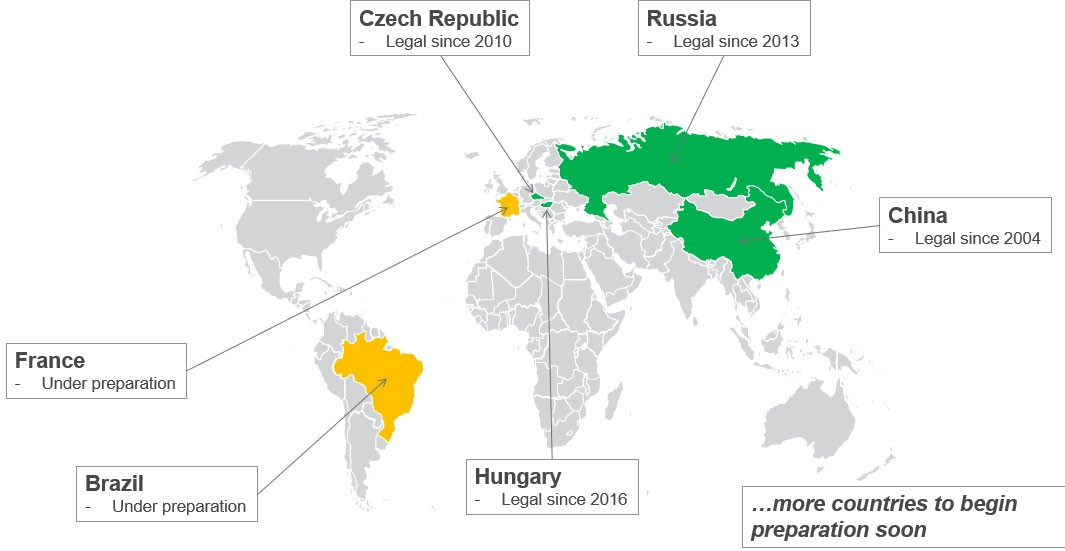 Czech Republic
- Legal since 2010
Russia
- Legal since 2013
China
- Legal since 2004
France
- Under preparation
Brazil
- Under preparation
Hungary
- Legal since 2016
…more countries to begin
preparation soon